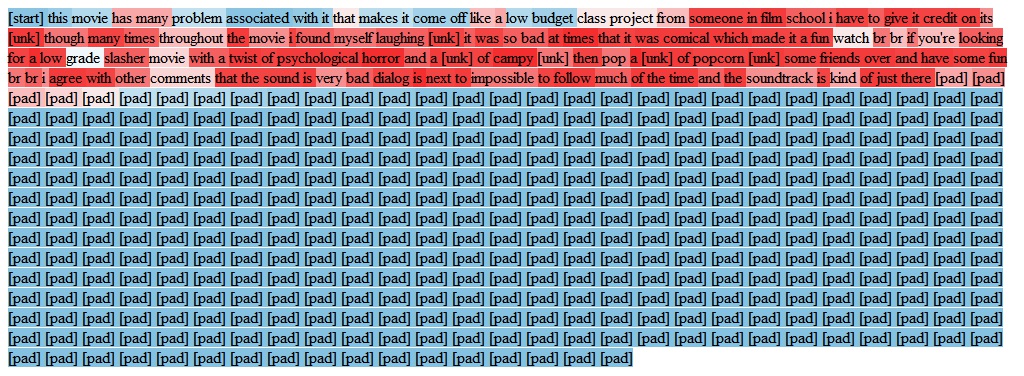 [start] this movie has many problem associated with it that makes it come off like a low budget class project from someone in film school i have to give it credit on its
[unk] though many times throughout the movie i found myself laughing [unk] it was so bad at times that it was comical which made it a fun watch br br if you're looking
for a low grade slasher movie with a twist of psychological horror and a [unk] of campy [unk] then pop a [unk] of popcorn [unk] some friends over and have some fun
br br i agree with other comments that the sound is very bad dialog is next to impossible to follow much of the time and the soundtrack is kind of just there [pad] [pad]
[pad] [pad] [pad] [pad] [pad] [pad] [pad] [pad] [pad] [pad] [pad] [pad] [pad] [pad] [pad] [pad] [pad] [pad] [pad] [pad] [pad] [pad] [pad] [pad] [pad] [pad] [pad]
[pad] [pad] [pad] [pad] [pad] [pad] [pad] [pad] [pad] [pad] [pad] [pad] [pad] [pad] [pad] [pad] [pad] [pad] [pad] [pad] [pad] [pad] [pad] [pad] [pad] [pad] [pad]
[pad] [pad] [pad] [pad] [pad] [pad] [pad] [pad] [pad] [pad] [pad] [pad] [pad] [pad] [pad] [pad] [pad] [pad] [pad] [pad] [pad] [pad] [pad] [pad] [pad] [pad] [pad]
[pad] [pad] [pad] [pad] [pad] [pad] [pad] [pad] [pad] [pad] [pad] [pad] [pad] [pad] [pad] [pad] [pad] [pad] [pad] [pad] [pad] [pad] [pad] [pad] [pad] [pad] [pad]
[pad] [pad] [pad] [pad] [pad] [pad] [pad] [pad] [pad] [pad] [pad] [pad] [pad] [pad] [pad] [pad] [pad] [pad] [pad] [pad] [pad] [pad] [pad] [pad] [pad] [pad] [pad]
[pad] [pad] [pad] [pad] [pad] [pad] [pad] [pad] [pad] [pad] [pad] [pad] [pad] [pad] [pad] [pad] [pad] [pad] [pad] [pad] [pad] [pad] [pad] [pad] [pad] [pad] [pad]
[pad] [pad] [pad] [pad] [pad] [pad] [pad] [pad] [pad] [pad] [pad] [pad] [pad] [pad] [pad] [pad] [pad] [pad] [pad] [pad] [pad] [pad] [pad] [pad] [pad] [pad] [pad]
[pad] [pad] [pad] [pad] [pad] [pad] [pad] [pad] [pad] [pad] [pad] [pad] [pad] [pad] [pad] [pad] [pad] [pad] [pad] [pad] [pad] [pad] [pad] [pad] [pad] [pad] [pad]
[pad] [pad] [pad] [pad] [pad] [pad] [pad] [pad] [pad] [pad] [pad] [pad] [pad] [pad] [pad] [pad] [pad] [pad] [pad] [pad] [pad] [pad] [pad] [pad] [pad] [pad] [pad]
[pad] [pad] [pad] [pad] [pad] [pad] [pad] [pad] [pad] [pad] [pad] [pad] [pad] [pad] [pad] [pad] [pad] [pad] [pad] [pad] [pad] [pad] [pad] [pad] [pad] [pad] [pad]
[pad] [pad] [pad] [pad] [pad] [pad] [pad] [pad] [pad] [pad] [pad] [pad] [pad] [pad] [pad] [pad] [pad] [pad] [pad] [pad] [pad] [pad] [pad] [pad] [pad] [pad] [pad]
[pad] [pad] [pad] [pad] [pad] [pad] [pad] [pad] [pad] [pad] [pad] [pad] [pad] [pad] [pad] [pad] [pad] [pad] [pad] [pad] [pad] [pad] [pad] [pad] [pad] [pad] [pad]
[pad] [pad] [pad] [pad] [pad] [pad] [pad] [pad] [pad] [pad] [pad] [pad] [pad] [pad] [pad] [pad] [pad] [pad] [pad] [pad] [pad] [pad] [pad] [pad] [pad] [pad] [pad]
[pad] [pad] [pad] [pad] [pad] [pad] [pad] [pad] [pad] [pad] [pad] [pad] [pad] [pad] [pad] [pad] [pad]